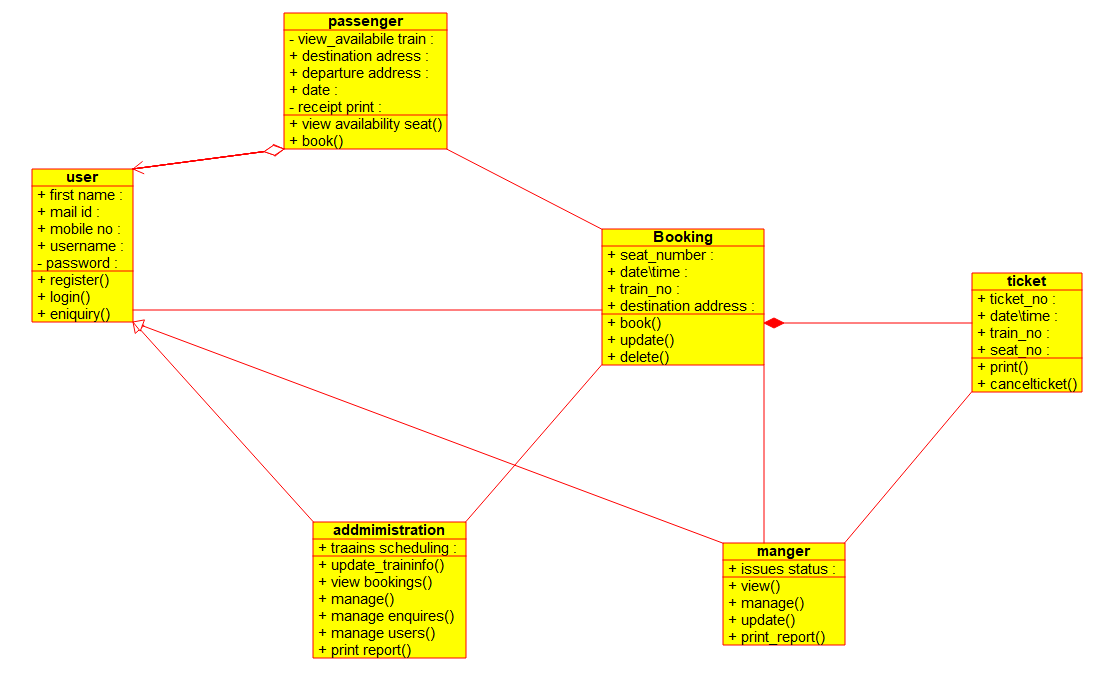 passenger
- view_availabile train :
+ destination adress :
+ departure address :
+ date :
- receipt print :
+ view availability seat()
+ book()
user
+ first name :
+ mail id :
+ mobile no :
+ username :
- password :
+ register()
+ login()
+ eniquiry()
Booking
+ seat_number :
+ date\time :
+ train_no :
+ destination address :
+ book()
+ update()
+ delete()
ticket
+ ticket_no :
+ date\time :
+ train_no :
+ seat_no :
+ print()
+ cancelticket()
addmimistration
+ traains scheduling :
+ update_traininfo()
+ view bookings()
+ manage()
+ manage enquires()
+ manage users()
+ print report()
manger
+ issues status :
+ view()
+ manage()
+ update()
+ print_report()